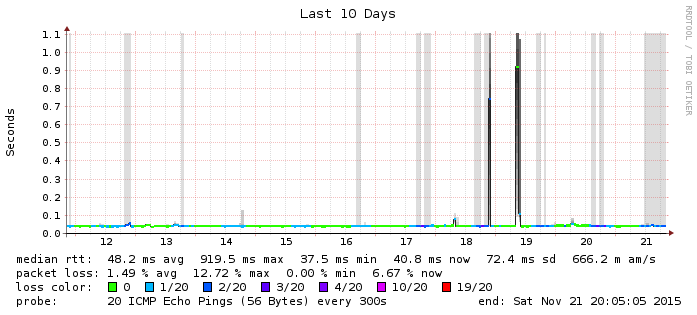 Last 10 Days
RRDTOOL / TOBI OETIKER
Seconds
1.1
1.0
0.9
0.8
0.7
0.6
0.5
0.4
0.3
0.2
0.1
0.0
12 13 14 15 16 17 18 19 20 21
median rtt: 48.2 ms avg 919.5 ms max 37.5 ms min 40.8 ms now 72.4 ms sd 666.2 m am/s
packet loss: 1.49 % avg 12.72 % max 0.00 % min 6.67 % now
loss color: 0 1/20 2/20 3/20 4/20 10/20 19/20
probe: 20 ICMP Echo Pings (56 Bytes) every 300s end: Sat Nov 21 20:05:05 2015